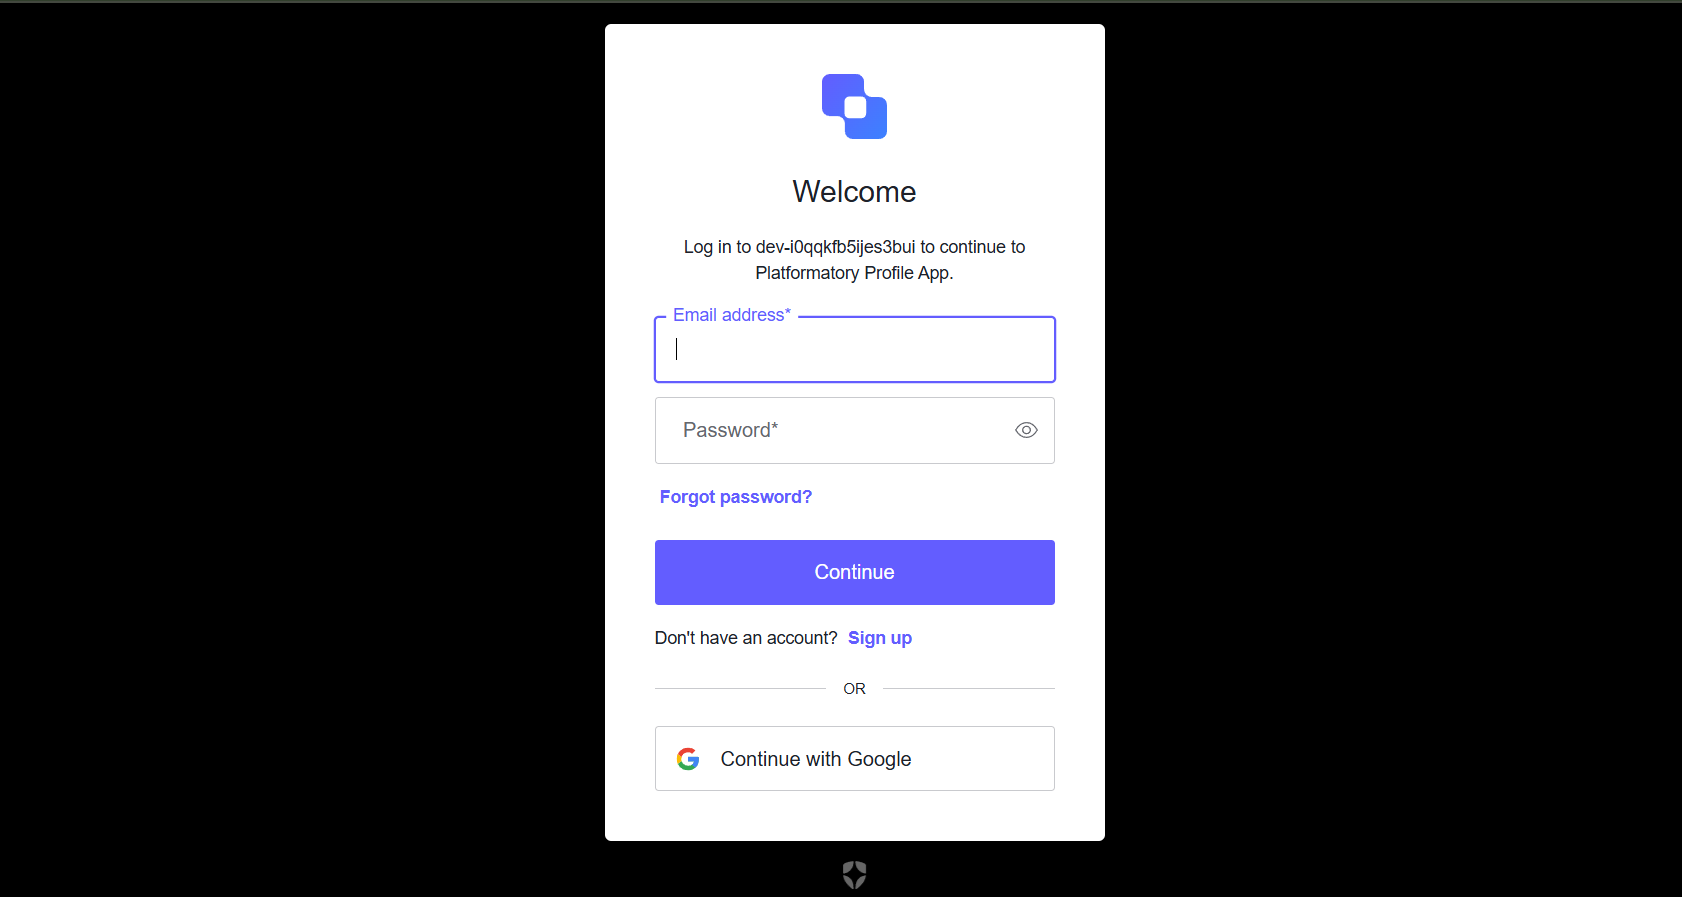 Welcome
Log in to dev-i0qqkfb5ijes3bui to continue to
Platformatory Profile App.
Email address*
Password*
Forgot password?
Continue
Don't have an account? Sign up
OR
Continue with Google